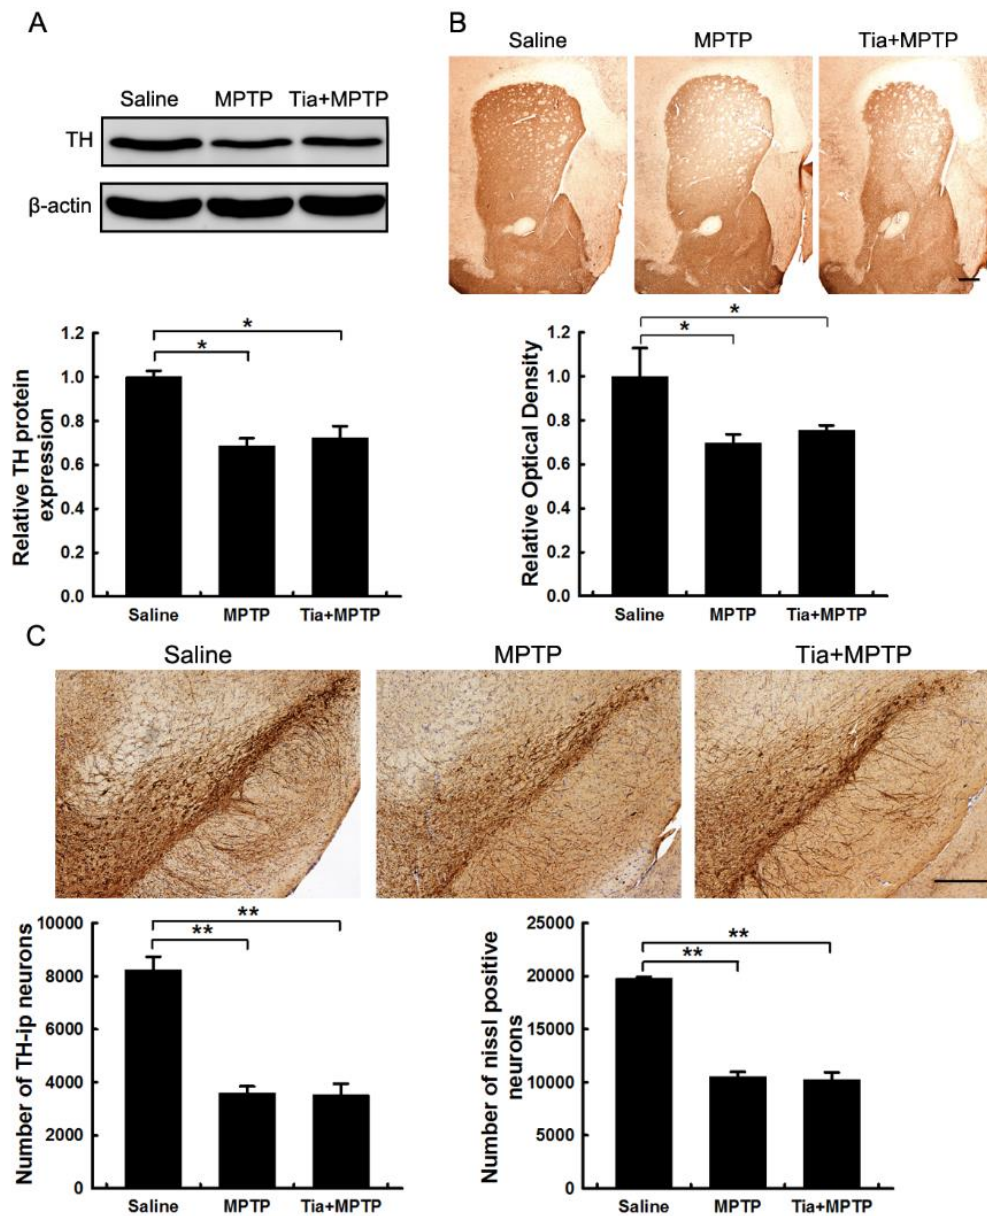 A
Saline MPTP Tia+MPTP
TH
β-actin
* *
Relative TH protein
expression
1.2
1.0
0.8
0.6
0.4
0.2
0.0
Saline MPTP Tia+MPTP
B
Saline MPTP Tia+MPTP
* *
Relative Optical Density
1.2
1.0
0.8
0.6
0.4
0.2
0.0
Saline MPTP Tia+MPTP
C
Saline MPTP Tia+MPTP
** **
Number of TH-ip neurons
10000
8000
6000
4000
2000
0
Saline MPTP Tia+MPTP
** **
Number of nissl positive
neurons
25000
20000
15000
10000
5000
0
Saline MPTP Tia+MPTP